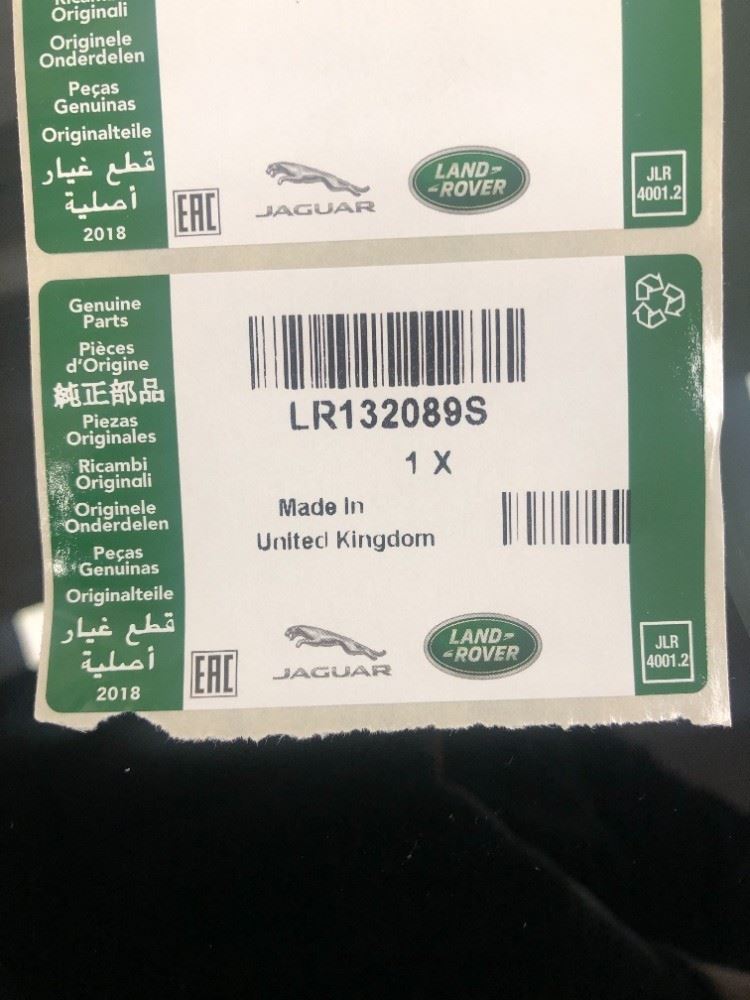 Originali
Originele
Onderdelen
Peças
Genuinas
Originalteile
قطع غيار
أصلية
2018
EAC
JAGUAR
LAND-
-ROVER
JLR
4001.2
Genuine
Parts
Pièces
d'Origine
純正部品
Piezas
Originales
Ricambi
Originali
Originele
Onderdelen
Peças
Genuinas
Originalteile
قطع غيار
أصلية
2018
LR132089S
1 X
Made In
United Kingdom
EAC
JAGUAR
LAND-
-ROVER
JLR
4001.2